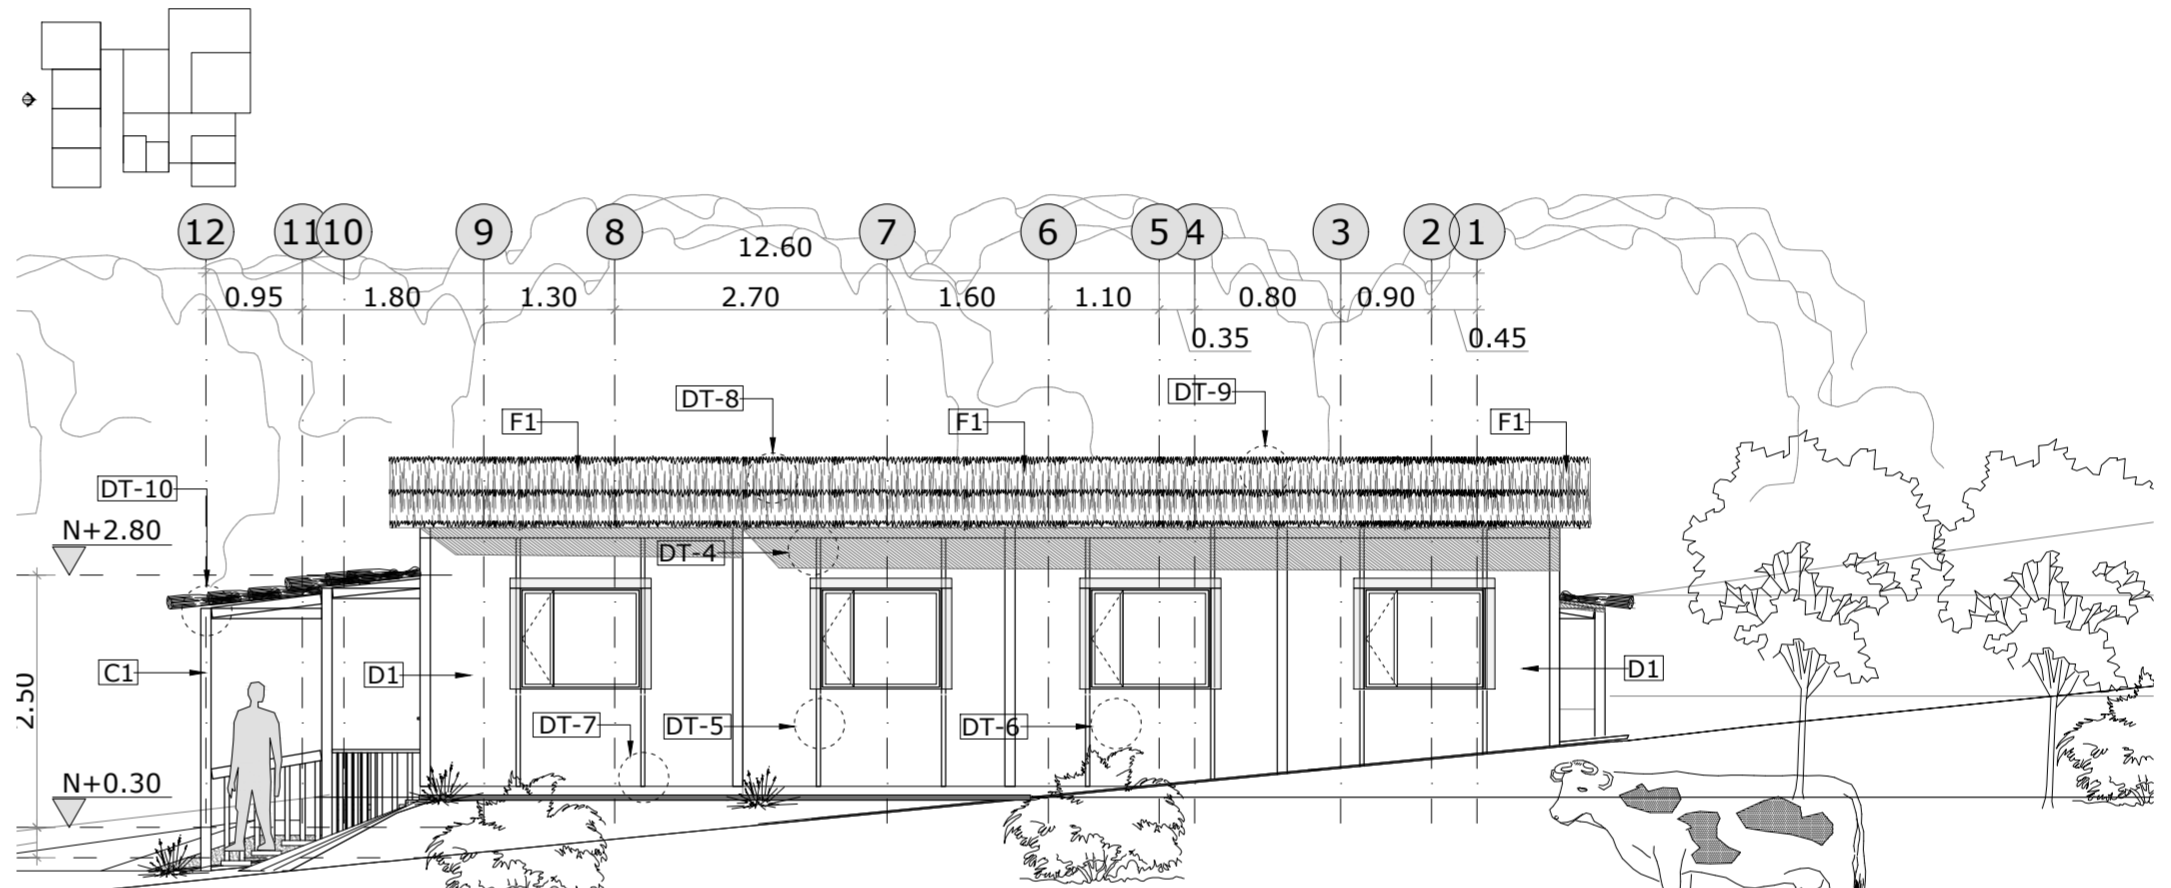 12 11 10 9 8 7 6 5 4 3 2 1
12.60
0.95 1.80 1.30 2.70 1.60 1.10 0.80 0.90
0.35 0.45
DT-8 DT-9
F1 F1 F1
DT-10
N+2.80
DT-4
C1 D1 D1
2.50
DT-7 DT-5 DT-6
N+0.30